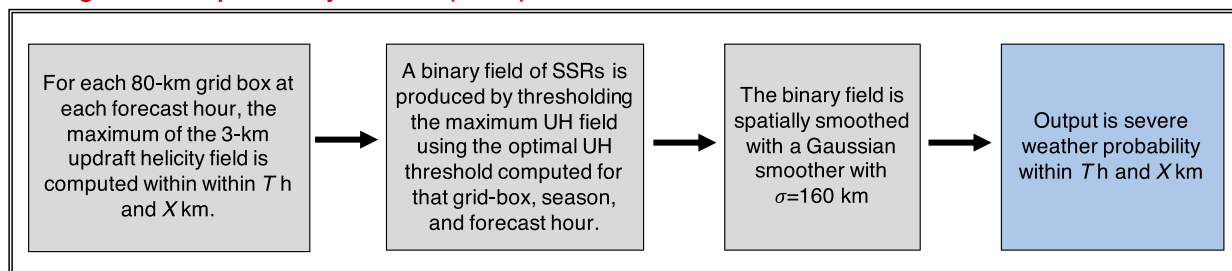 For each 80-km grid box at
each forecast hour, the
maximum of the 3-km
updraft helicity field is
computed within within T h
and X km.
A binary field of SSRs is
produced by thresholding
the maximum UH field
using the optimal UH
threshold computed for
that grid-box, season,
and forecast hour.
The binary field is
spatially smoothed
with a Gaussian
smoother with
σ=160 km
Output is severe
weather probability
within T h and X km